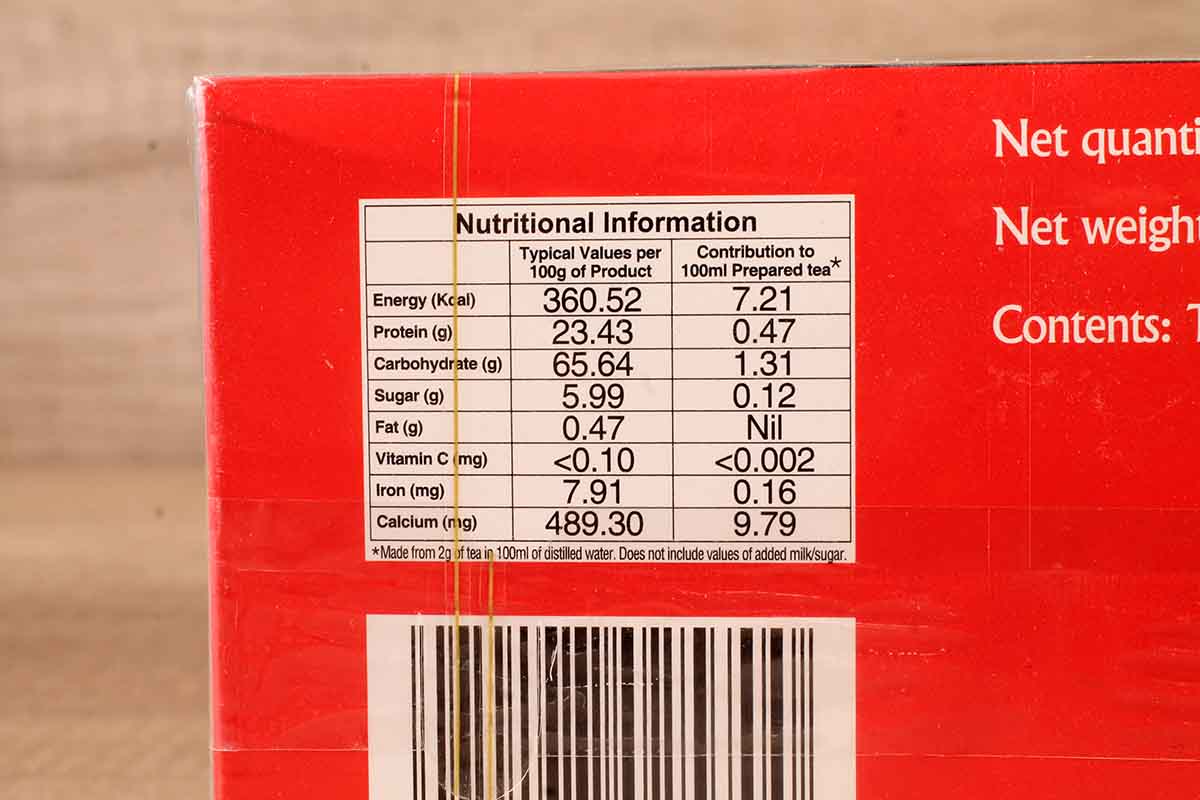 Net quanti
Net weigh
Contents:
Nutritional Information
Typical Values per 100g of Product
Contribution to 100ml Prepared tea*
Energy (Kcal) 360.52 7.21
Protein (g) 23.43 0.47
Carbohydrate (g) 65.64 1.31
Sugar (g) 5.99 0.12
Fat (g) 0.47 Nil
Vitamin C (mg) <0.10 <0.002
Iron (mg) 7.91 0.16
Calcium (mg) 489.30 9.79
*Made from 2g of tea in 100ml of distilled water. Does not include values of added milk/sugar.